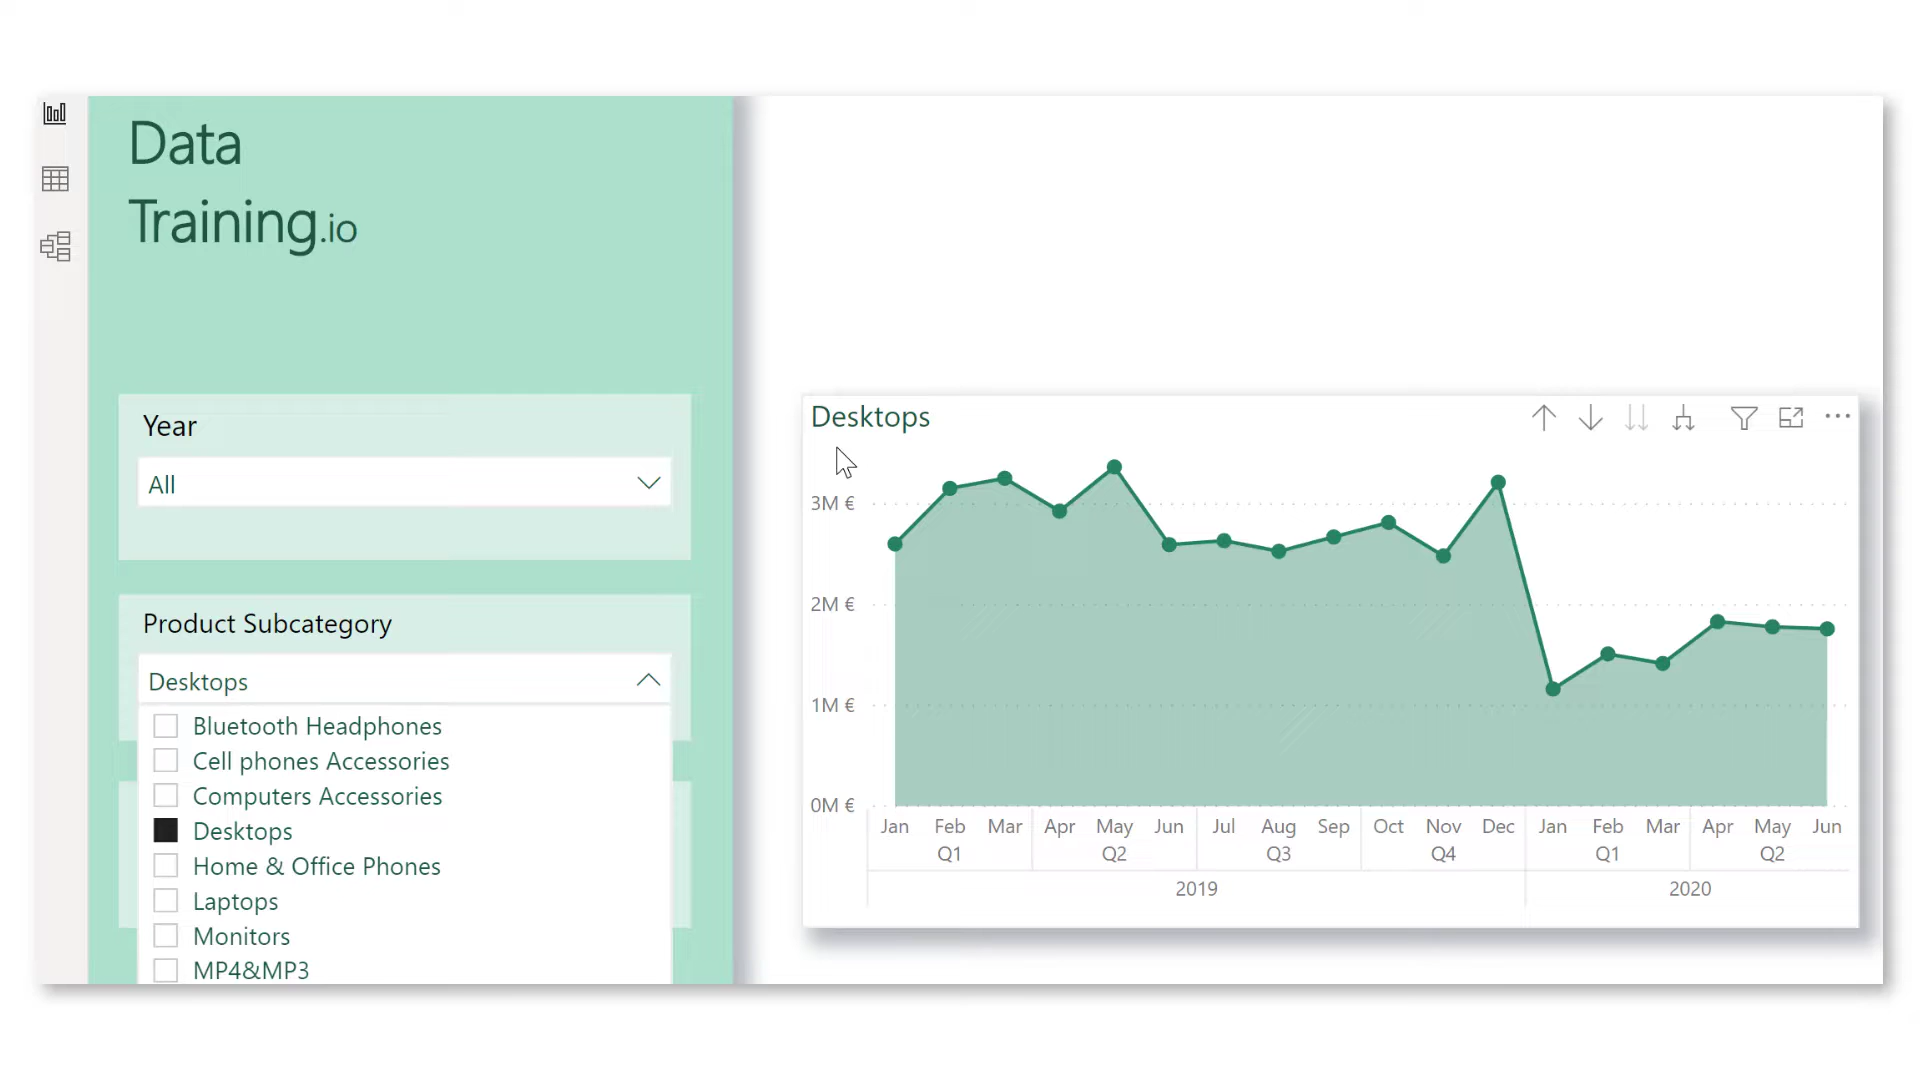 Data
Training.io
Year
All
Product Subcategory
Desktops
Bluetooth Headphones
Cell phones Accessories
Computers Accessories
Desktops
Home & Office Phones
Laptops
Monitors
MP4&MP3
Desktops
3M €
2M €
1M €
0M €
Jan Feb Mar Apr May Jun Jul Aug Sep Oct Nov Dec Jan Feb Mar Apr May Jun
Q1 Q2 Q3 Q4 Q1 Q2
2019 2020